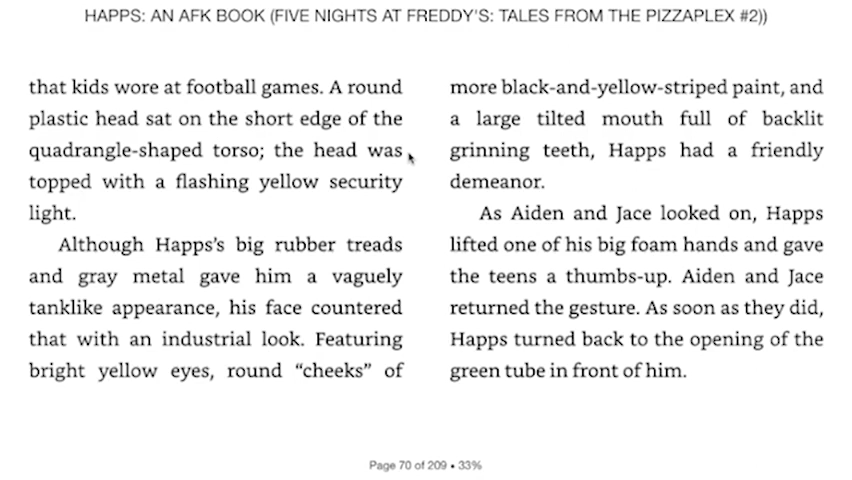 HAPPS: AN AFK BOOK (FIVE NIGHTS AT FREDDY'S: TALES FROM THE PIZZAPLEX #2))
that kids wore at football games. A round
plastic head sat on the short edge of the
quadrangle-shaped torso; the head was
topped with a flashing yellow security
light.
Although Happs’s big rubber treads
and gray metal gave him a vaguely
tanklike appearance, his face countered
that with an industrial look. Featuring
bright yellow eyes, round “cheeks” of
more black-and-yellow-striped paint, and
a large tilted mouth full of backlit
grinning teeth, Happs had a friendly
demeanor.
As Aiden and Jace looked on, Happs
lifted one of his big foam hands and gave
the teens a thumbs-up. Aiden and Jace
returned the gesture. As soon as they did,
Happs turned back to the opening of the
green tube in front of him.
Page 70 of 209 • 33%